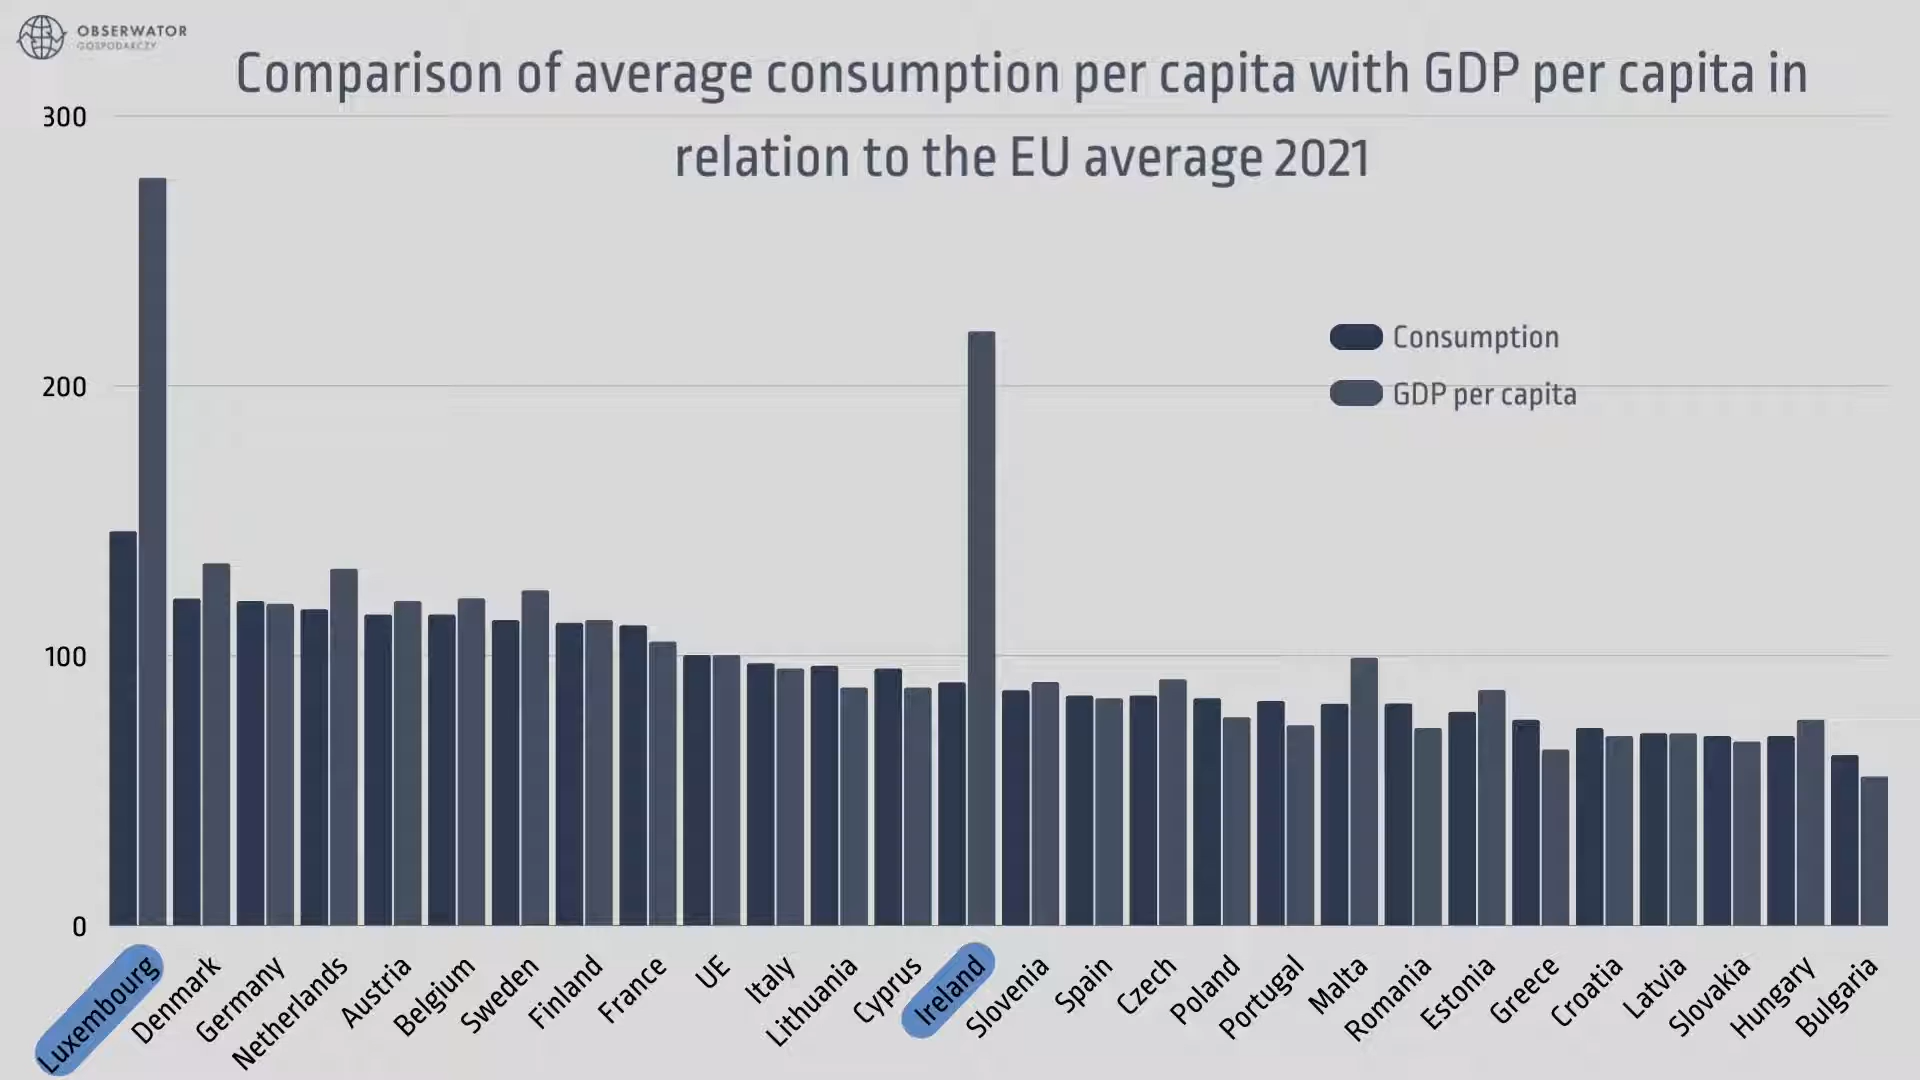 OBSERWATOR
GOSPODARCZY
Comparison of average consumption per capita with GDP per capita in
relation to the EU average 2021
300
200
100
0
Consumption
GDP per capita
Luxembourg
Denmark
Germany
Netherlands
Austria
Belgium
Sweden
Finland
France
UE
Italy
Lithuania
Cyprus
Ireland
Slovenia
Spain
Czech
Poland
Portugal
Malta
Romania
Estonia
Greece
Croatia
Latvia
Slovakia
Hungary
Bulgaria